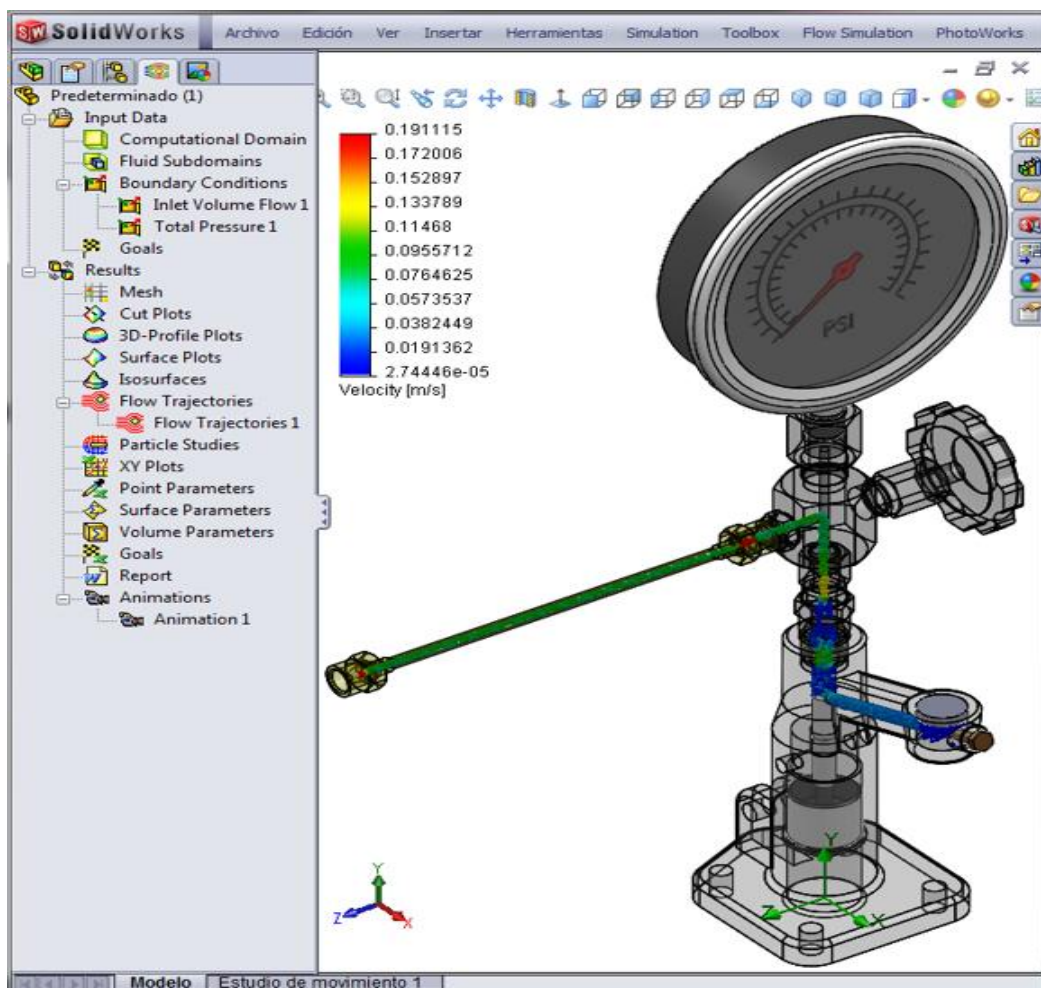 SolidWorks Archivo Edición Ver Insertar Herramientas Simulation Toolbox Flow Simulation PhotoWorks
Predeterminado (1)
Input Data
Computational Domain
Fluid Subdomains
Boundary Conditions
Inlet Volume Flow 1
Total Pressure 1
Goals
Results
Mesh
Cut Plots
3D-Profile Plots
Surface Plots
Isosurfaces
Flow Trajectories
Flow Trajectories 1
Particle Studies
XY Plots
Point Parameters
Surface Parameters
Volume Parameters
Goals
Report
Animations
Animation 1
0.191115
0.172006
0.152897
0.133789
0.11468
0.0955712
0.0764625
0.0573537
0.0382449
0.0191362
2.74446e-05
Velocity [m/s]
PSI
Y
Z
X
Y
Z
X
Modelo Estudio de movimiento 1